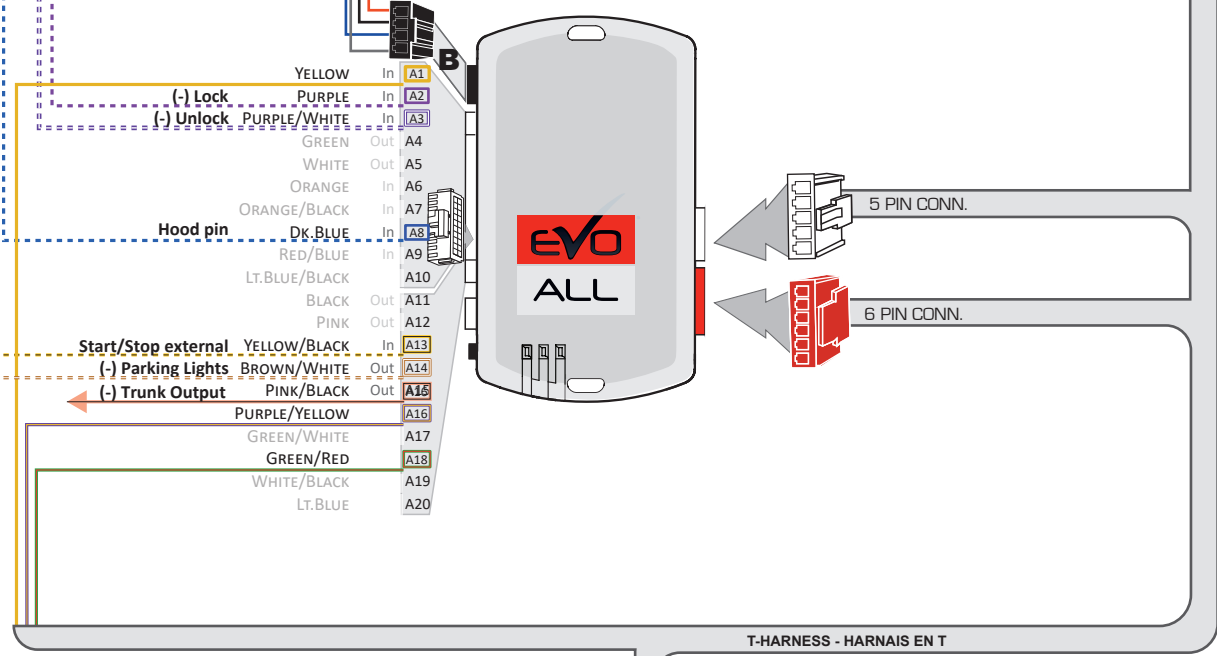 B
YELLOW In A1
(-) Lock PURPLE In A2
(-) Unlock PURPLE/WHITE In A3
GREEN Out A4
WHITE Out A5
ORANGE In A6
ORANGE/BLACK In A7
Hood pin DK.BLUE In A8
RED/BLUE In A9
LT.BLUE/BLACK A10
BLACK Out A11
PINK Out A12
Start/Stop external YELLOW/BLACK In A13
(-) Parking Lights BROWN/WHITE Out A14
(-) Trunk Output PINK/BLACK Out A15
PURPLE/YELLOW A16
GREEN/WHITE A17
GREEN/RED A18
WHITE/BLACK A19
LT.BLUE A20
EVO
ALL
5 PIN CONN.
6 PIN CONN.
T-HARNESS - HARNAIS EN T